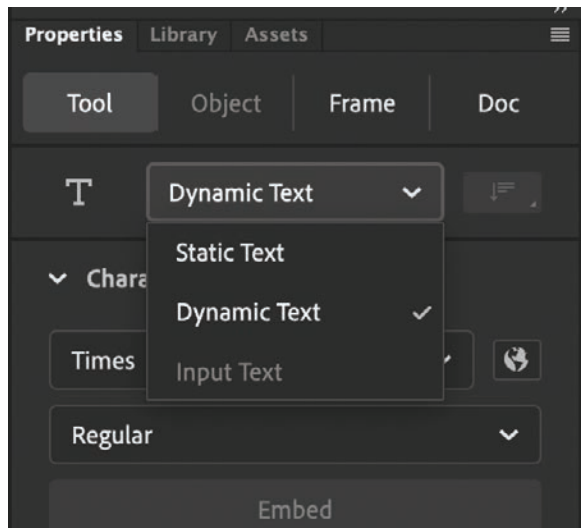 Properties Library Assets
Tool Object Frame Doc
T Dynamic Text
Static Text
Chara
Dynamic Text
Times
Input Text
Regular
Embed